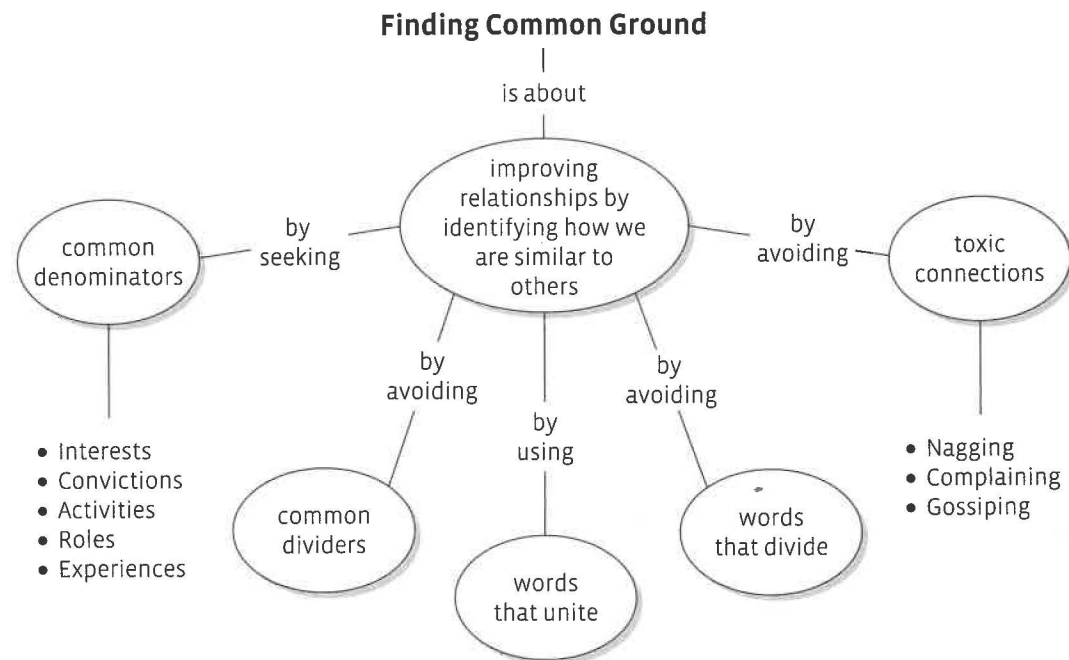 Finding Common Ground
is about
improving
relationships by
identifying how we
are similar to
others
by
seeking
common
denominators
• Interests
• Convictions
• Activities
• Roles
• Experiences
by
avoiding
common
dividers
by
using
words
that unite
by
avoiding
words
that divide
by
avoiding
toxic
connections
• Nagging
• Complaining
• Gossiping